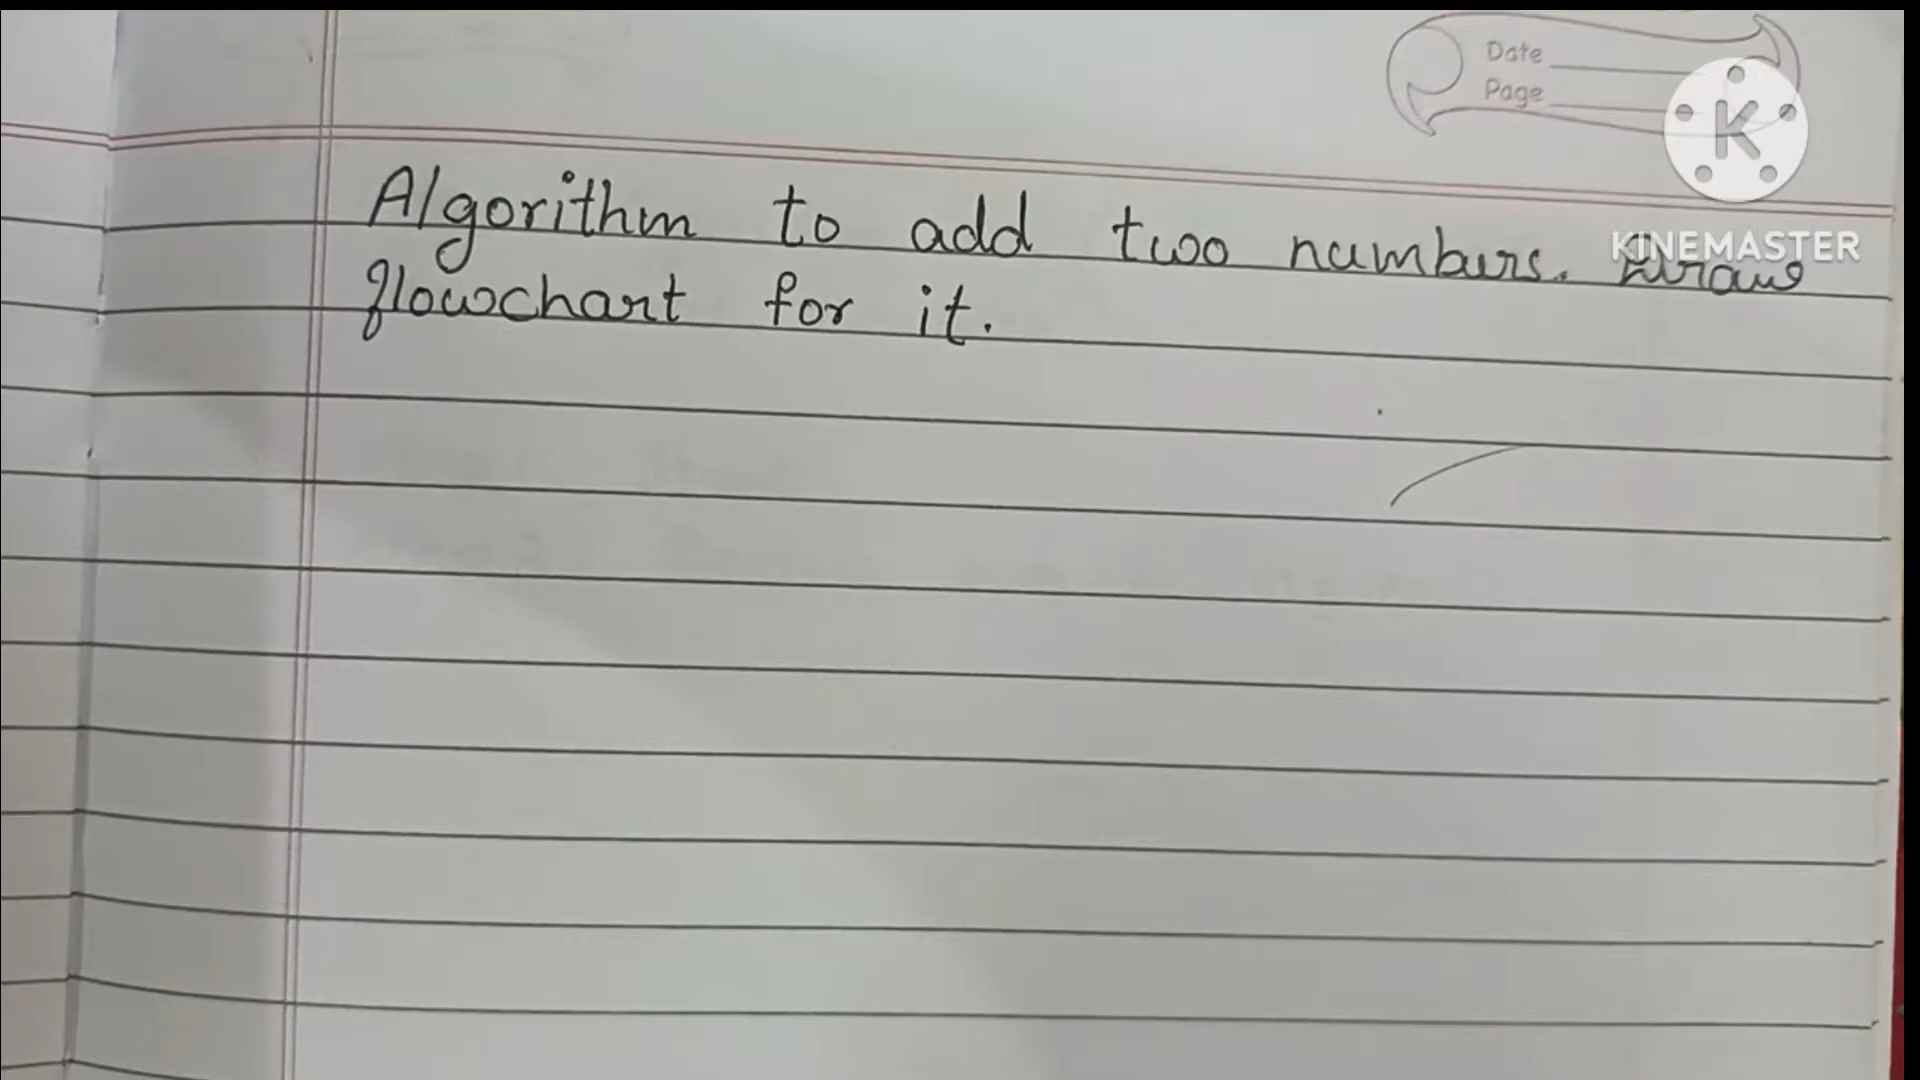 Date
Page
KINEMASTER
Algorithm to add two numbers. Draw
flowchart for it.